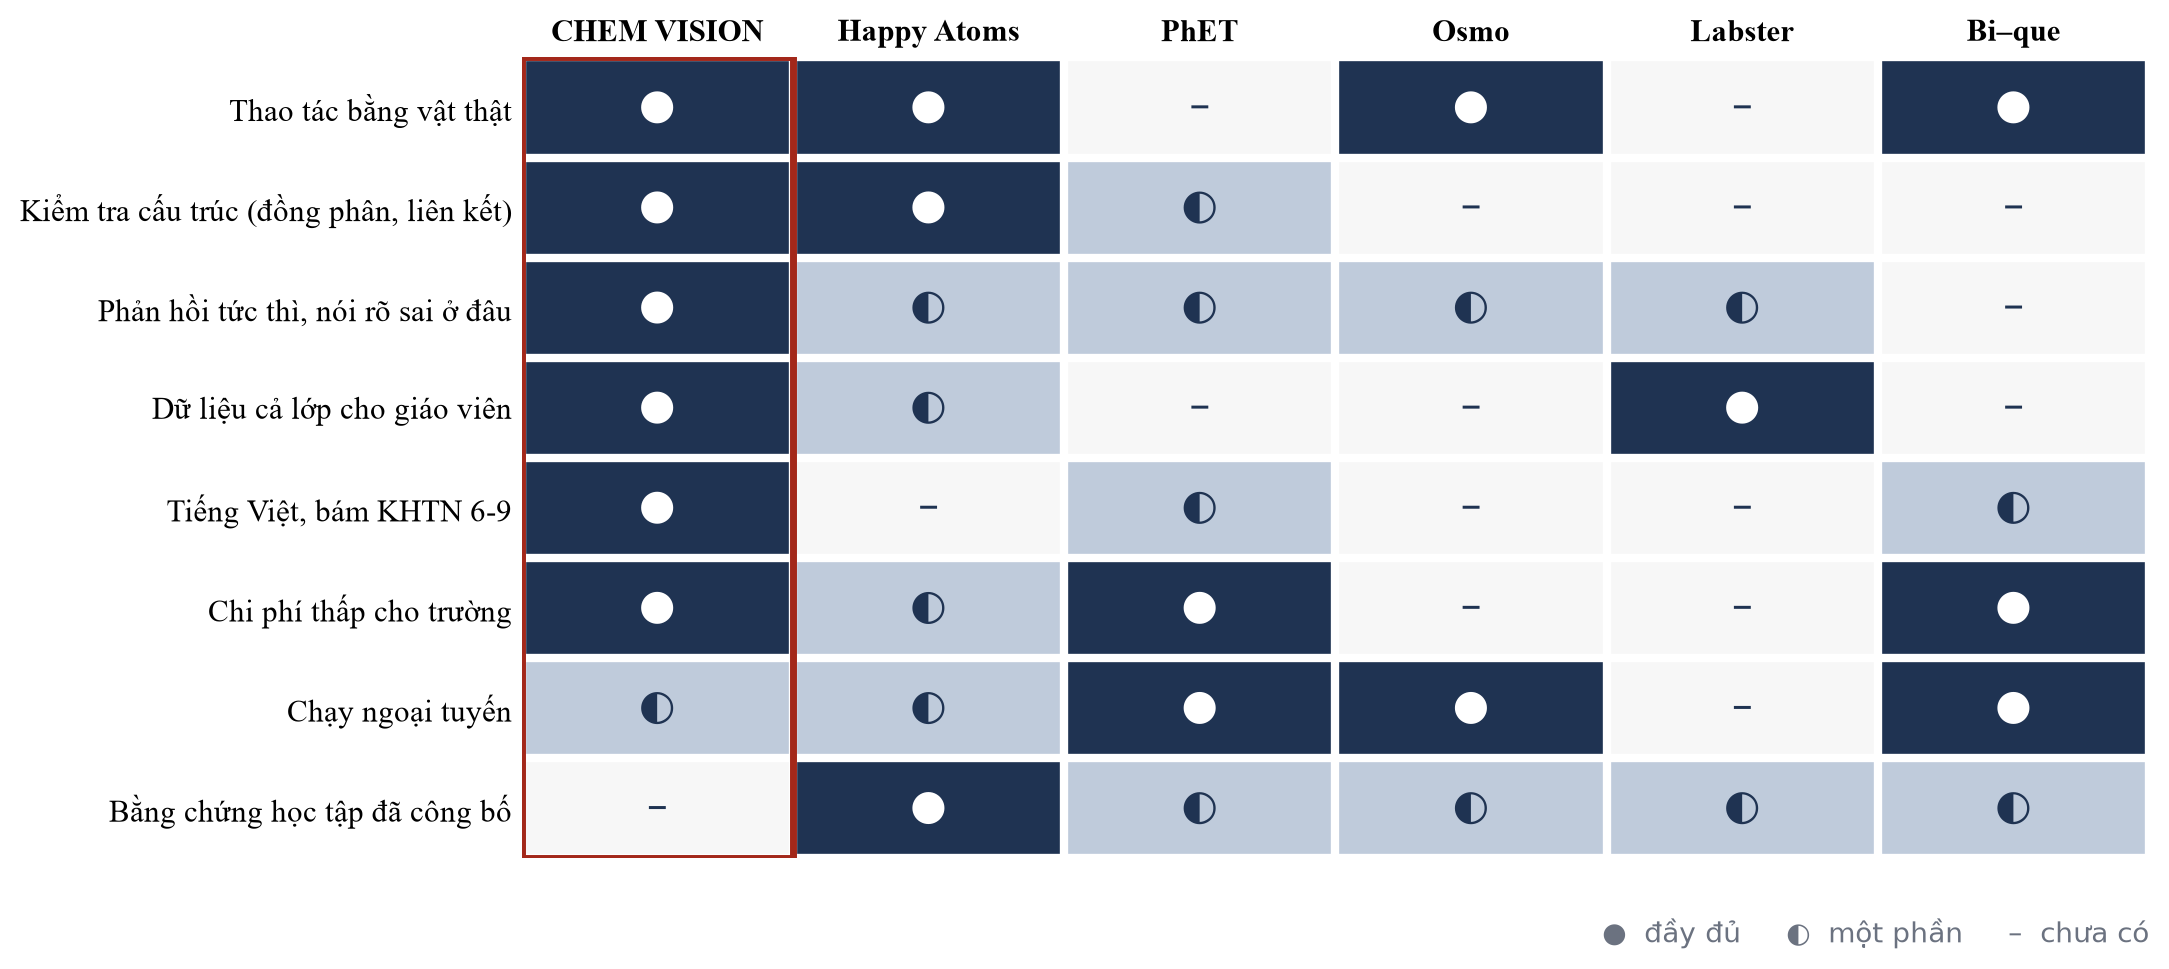 CHEM VISION Happy Atoms PhET Osmo Labster Bi–que
Thao tác bằng vật thật ● ● – ● – ●
Kiểm tra cấu trúc (đồng phân, liên kết) ● ● ◐ – – –
Phản hồi tức thì, nói rõ sai ở đâu ● ◐ ◐ ◐ ◐ –
Dữ liệu cả lớp cho giáo viên ● ◐ – – ● –
Tiếng Việt, bám KHTN 6-9 ● – ◐ – – ◐
Chi phí thấp cho trường ● ◐ ● – – ●
Chạy ngoại tuyến ◐ ◐ ● ● – ●
Bằng chứng học tập đã công bố – ● ◐ ◐ ◐ ◐
● đầy đủ ◐ một phần – chưa có